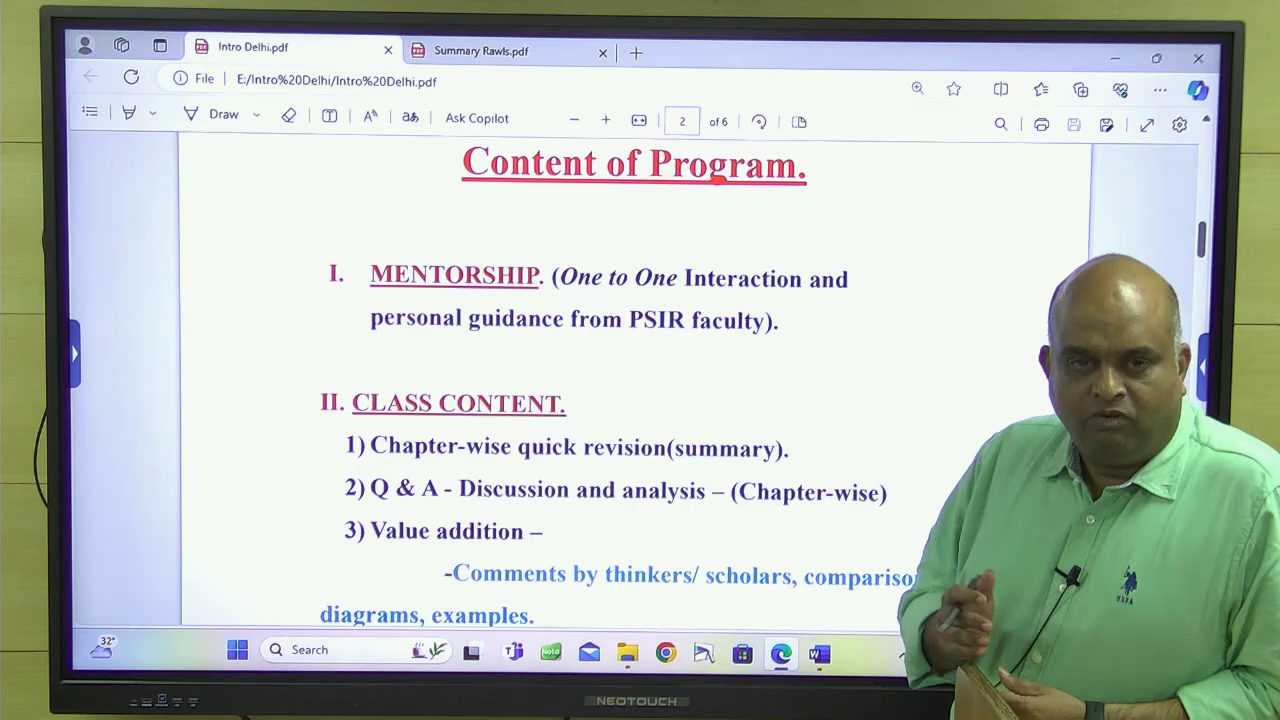 Intro Delhi.pdf
Summary Rawls.pdf
File E:/Intro%20Delhi/Intro%20Delhi.pdf
Draw
Ask Copilot
2 of 6
Content of Program.
I. MENTORSHIP. (One to One Interaction and
personal guidance from PSIR faculty).
II. CLASS CONTENT.
1) Chapter-wise quick revision(summary).
2) Q & A - Discussion and analysis – (Chapter-wise)
3) Value addition –
-Comments by thinkers/ scholars,
diagrams, examples.
32°
Search
NEOTOUCH
USPA